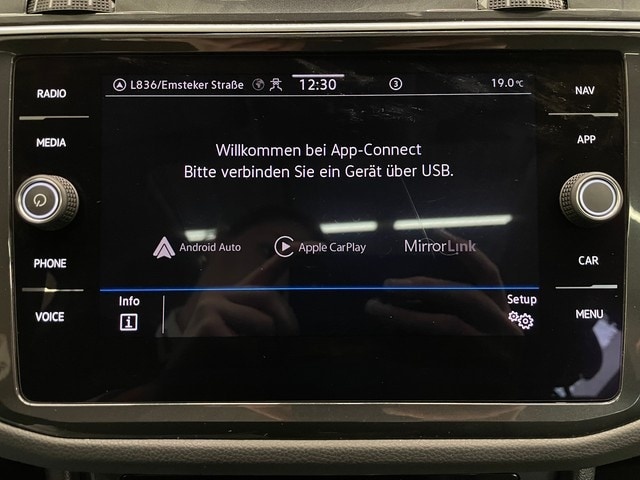 L836/Emsteker Straße 12:30 3 19.0°C
RADIO
MEDIA
PHONE
VOICE
Willkommen bei App-Connect
Bitte verbinden Sie ein Gerät über USB.
Android Auto Apple CarPlay MirrorLink
Info Setup
i
NAV
APP
CAR
MENU